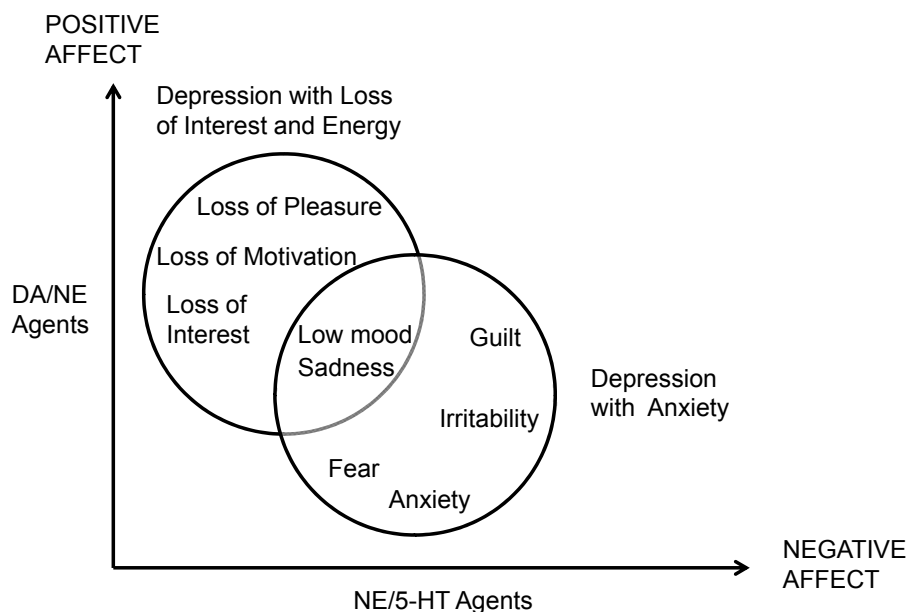 POSITIVE
AFFECT
Depression with Loss
of Interest and Energy
Loss of Pleasure
Loss of Motivation
Loss of
Interest
DA/NE
Agents
Low mood
Sadness
Guilt
Irritability
Fear
Anxiety
Depression
with Anxiety
NEGATIVE
AFFECT
NE/5-HT Agents